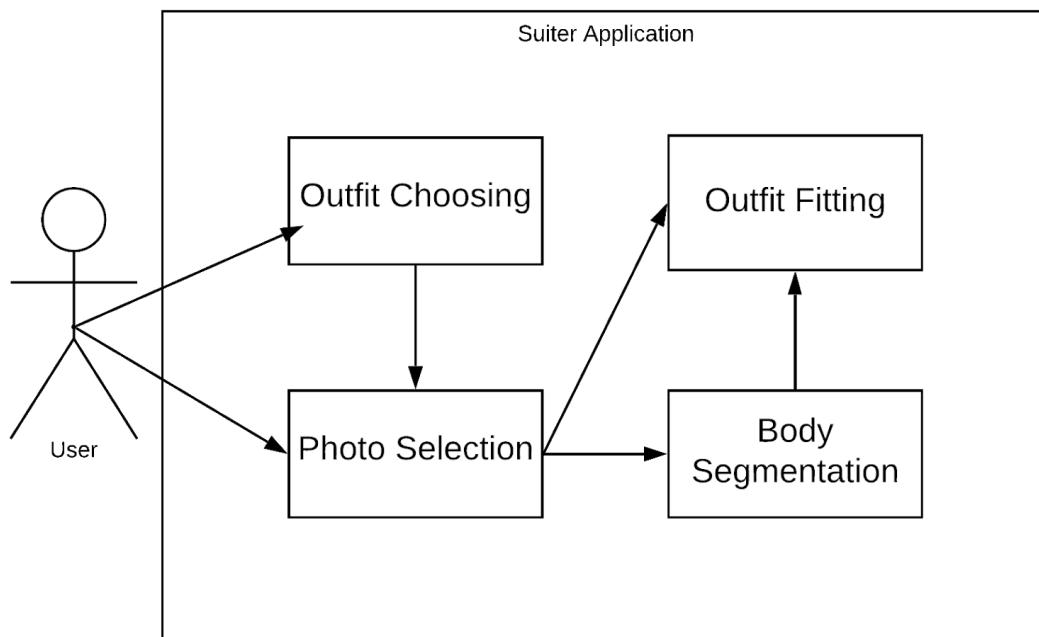 Suiter Application
Outfit Choosing
Outfit Fitting
User
Photo Selection
Body
Segmentation